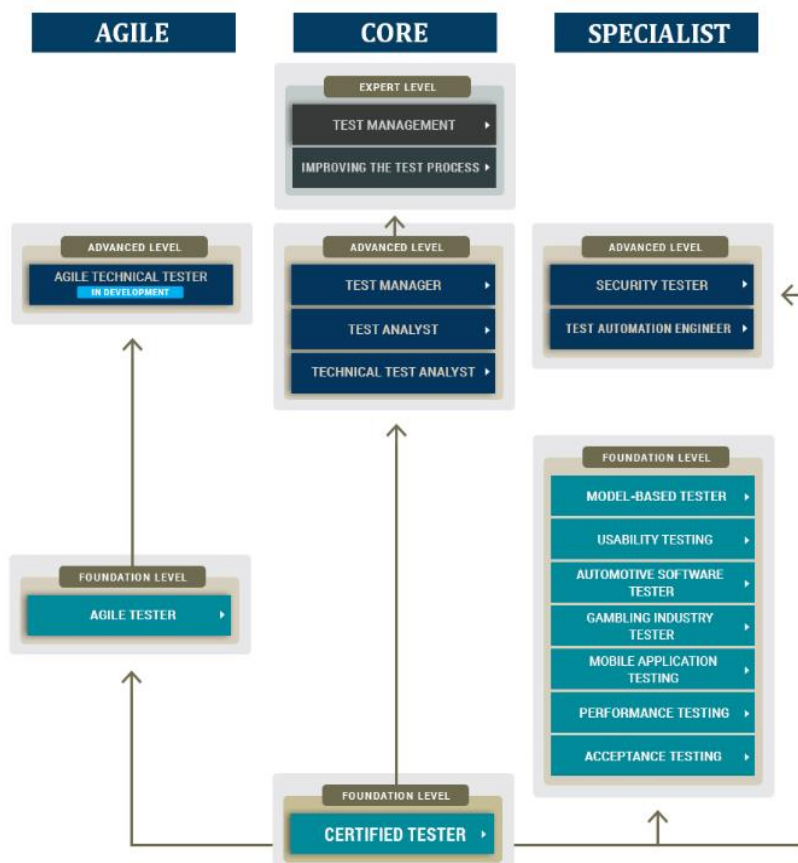 AGILE
CORE
SPECIALIST
EXPERT LEVEL
TEST MANAGEMENT
IMPROVING THE TEST PROCESS
ADVANCED LEVEL
AGILE TECHNICAL TESTER
IN DEVELOPMENT
ADVANCED LEVEL
TEST MANAGER
TEST ANALYST
TECHNICAL TEST ANALYST
ADVANCED LEVEL
SECURITY TESTER
TEST AUTOMATION ENGINEER
FOUNDATION LEVEL
AGILE TESTER
FOUNDATION LEVEL
MODEL-BASED TESTER
USABILITY TESTING
AUTOMOTIVE SOFTWARE
TESTER
GAMBLING INDUSTRY
TESTER
MOBILE APPLICATION
TESTING
PERFORMANCE TESTING
ACCEPTANCE TESTING
FOUNDATION LEVEL
CERTIFIED TESTER